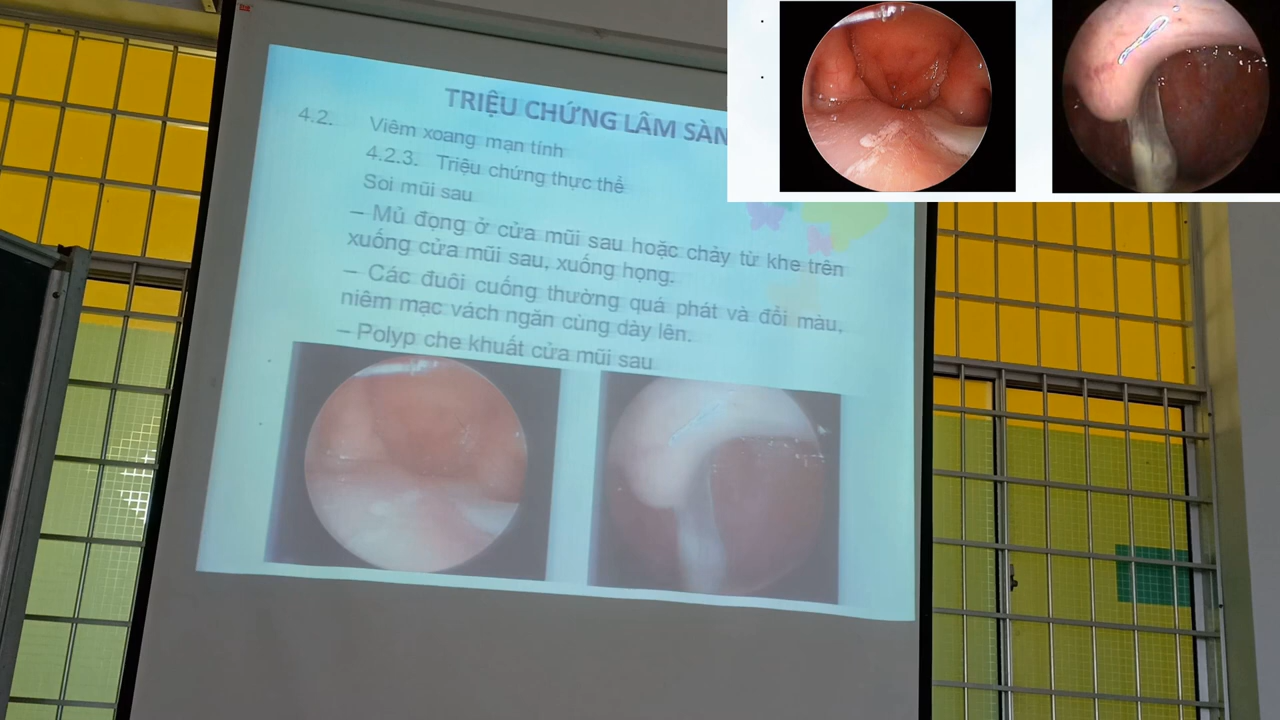 TRIỆU CHỨNG LÂM SÀN
4.2. Viêm xoang mạn tính
4.2.3. Triệu chứng thực thể
Soi mũi sau
– Mủ đọng ở cửa mũi sau hoặc chảy từ khe trên
xuống cửa mũi sau, xuống họng.
– Các đuôi cuống thường quá phát và đổi màu,
niêm mạc vách ngăn cùng dày lên.
– Polyp che khuất cửa mũi sau